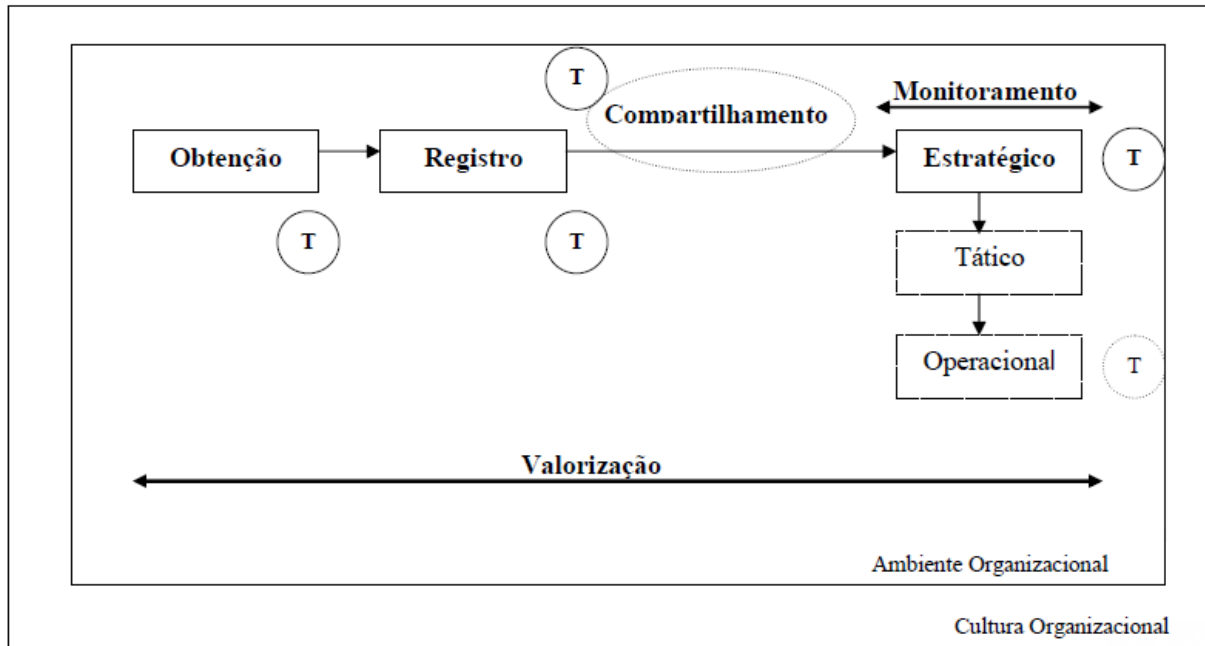 T
Compartilhamento
Monitoramento
Obtenção
Registro
Estratégico
T
T
T
Tático
Operacional
T
Valorização
Ambiente Organizacional
Cultura Organizacional